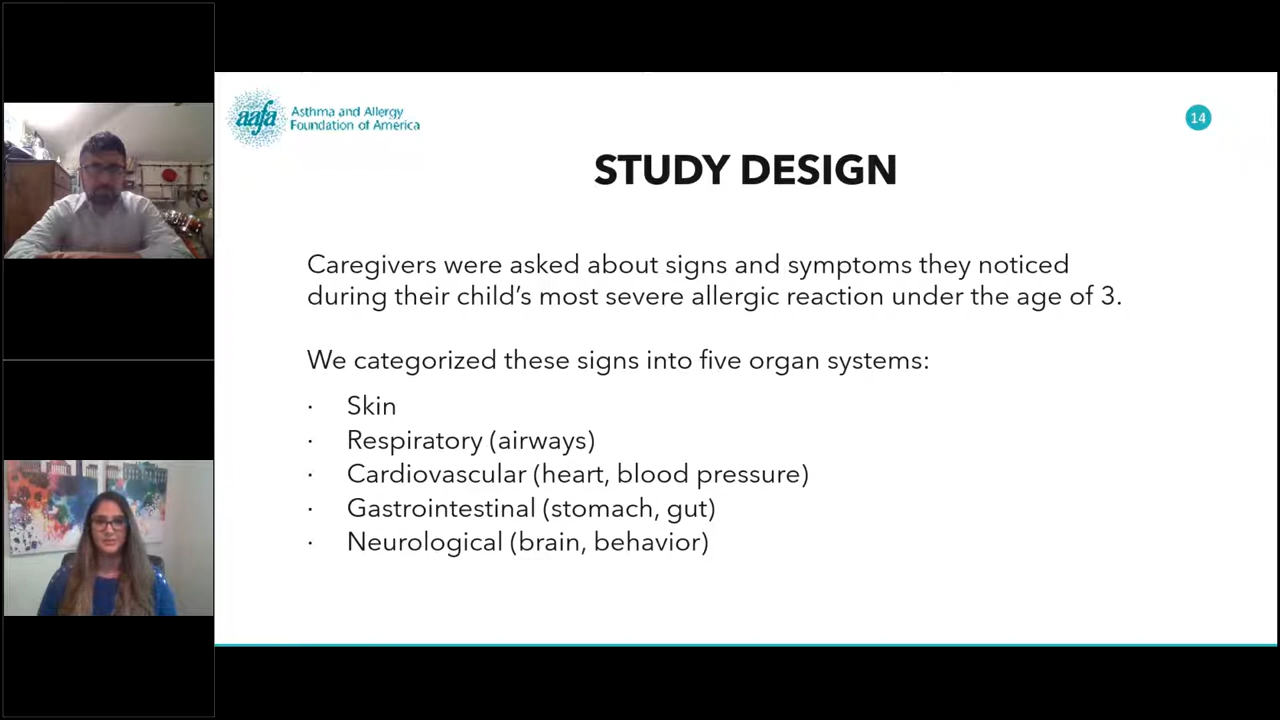 aafa
Asthma and Allergy
Foundation of America
14
STUDY DESIGN
Caregivers were asked about signs and symptoms they noticed
during their child’s most severe allergic reaction under the age of 3.
We categorized these signs into five organ systems:
· Skin
· Respiratory (airways)
· Cardiovascular (heart, blood pressure)
· Gastrointestinal (stomach, gut)
· Neurological (brain, behavior)